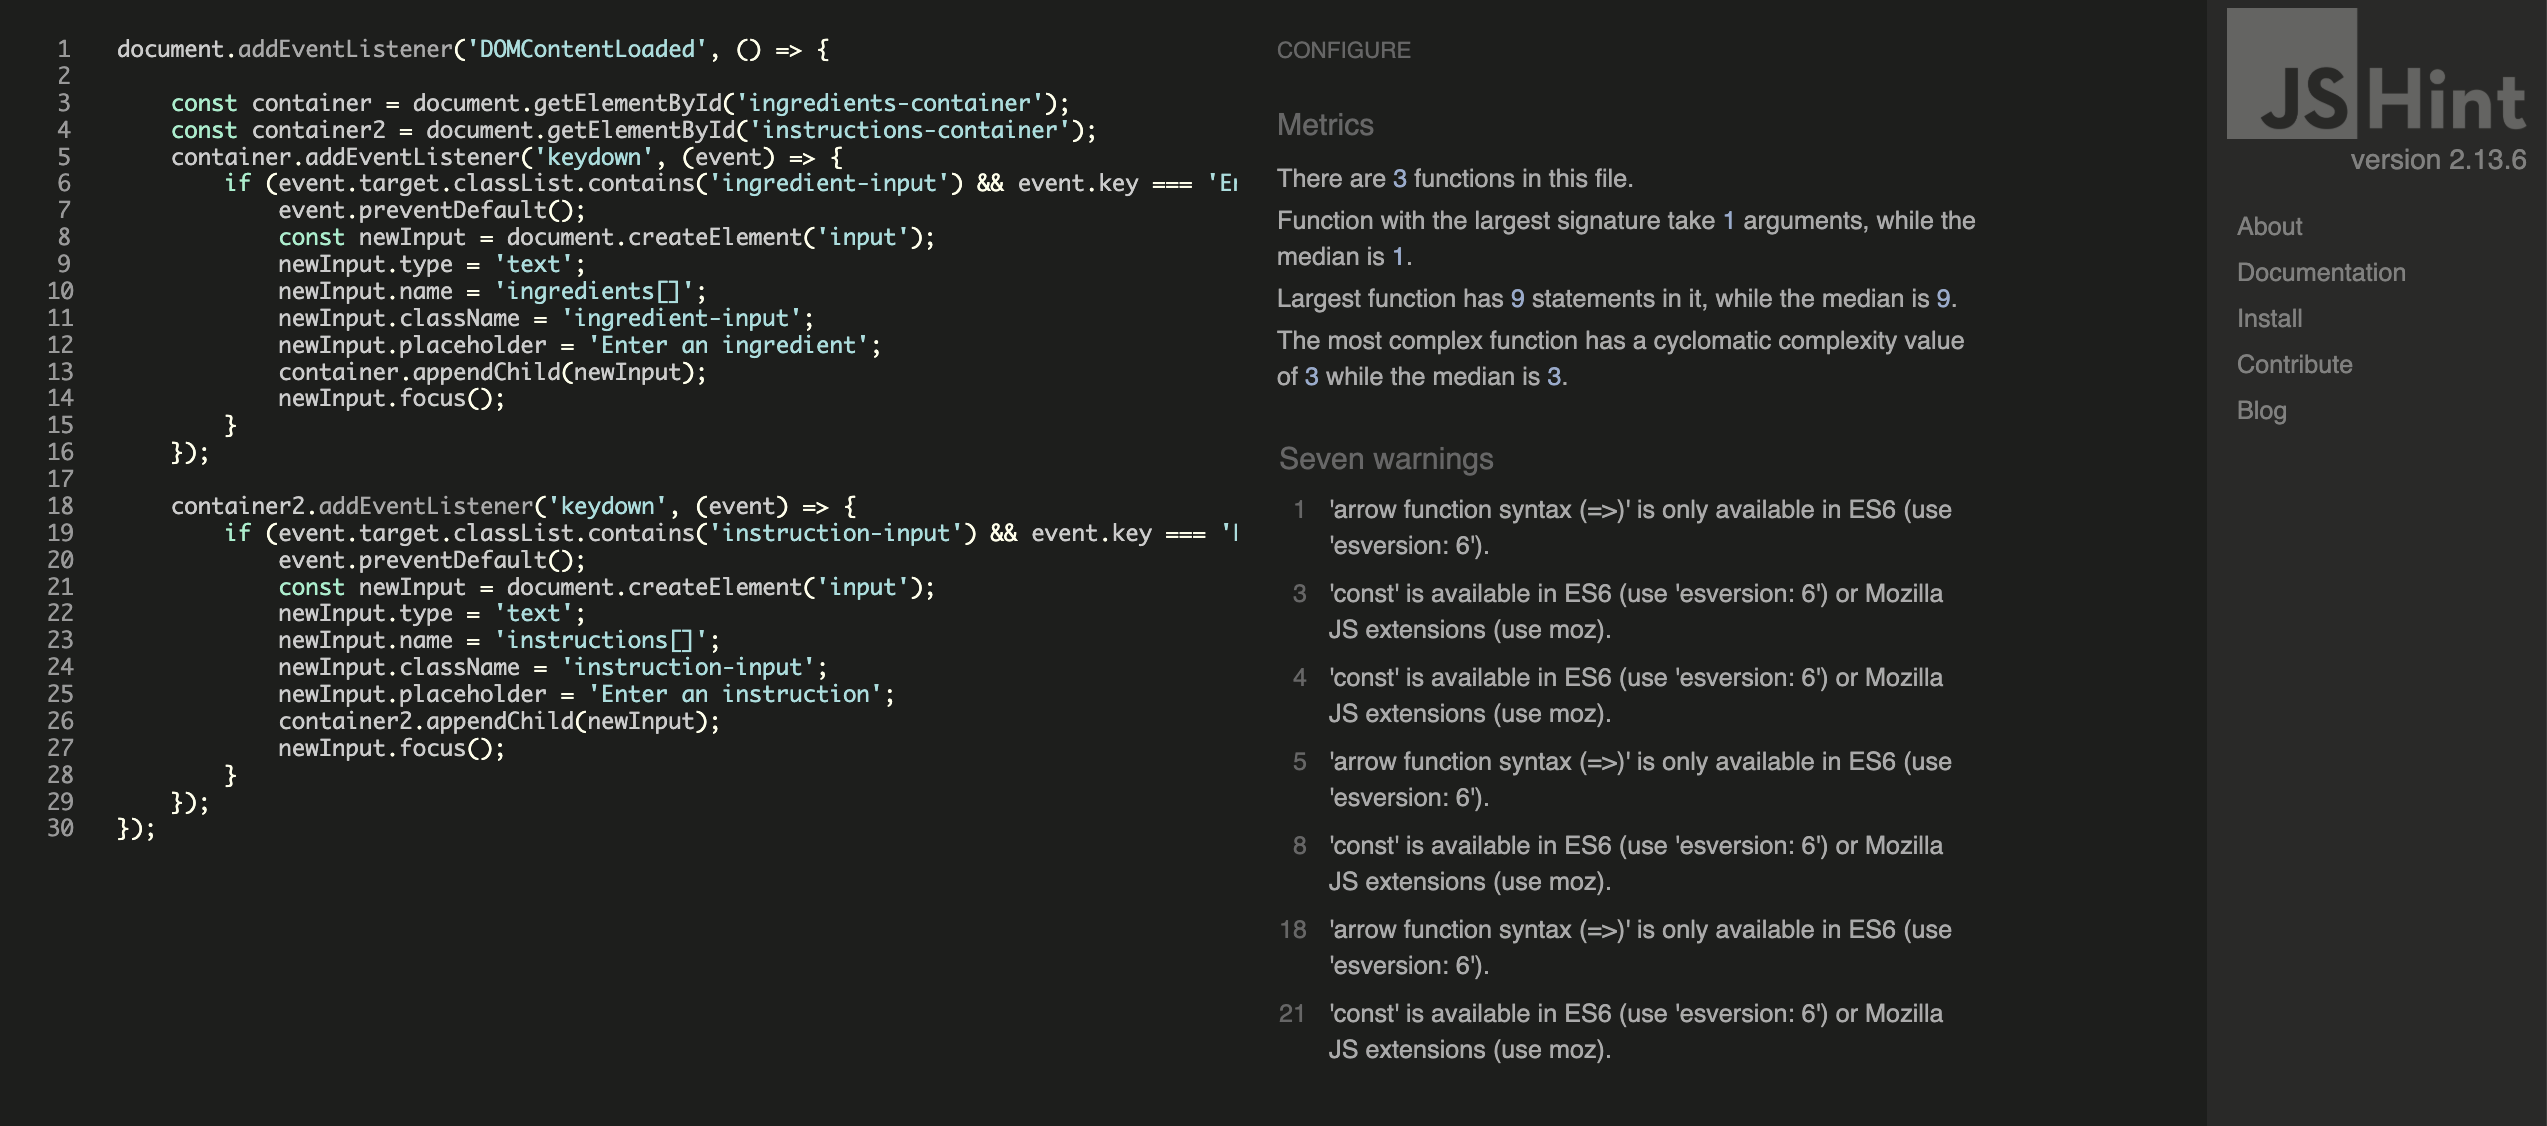 1 document.addEventListener('DOMContentLoaded', () => {
2
3 const container = document.getElementById('ingredients-container');
4 const container2 = document.getElementById('instructions-container');
5 container.addEventListener('keydown', (event) => {
6 if (event.target.classList.contains('ingredient-input') && event.key === '
7 event.preventDefault();
8 const newInput = document.createElement('input');
9 newInput.type = 'text';
10 newInput.name = 'ingredients[]';
11 newInput.className = 'ingredient-input';
12 newInput.placeholder = 'Enter an ingredient';
13 container.appendChild(newInput);
14 newInput.focus();
15 }
16 });
17
18 container2.addEventListener('keydown', (event) => {
19 if (event.target.classList.contains('instruction-input') && event.key === '
20 event.preventDefault();
21 const newInput = document.createElement('input');
22 newInput.type = 'text';
23 newInput.name = 'instructions[]';
24 newInput.className = 'instruction-input';
25 newInput.placeholder = 'Enter an instruction';
26 container2.appendChild(newInput);
27 newInput.focus();
28 }
29 });
30 });
CONFIGURE
Metrics
There are 3 functions in this file.
Function with the largest signature take 1 arguments, while the
median is 1.
Largest function has 9 statements in it, while the median is 9.
The most complex function has a cyclomatic complexity value
of 3 while the median is 3.
Seven warnings
1 'arrow function syntax (=>)' is only available in ES6 (use
'esversion: 6').
3 'const' is available in ES6 (use 'esversion: 6') or Mozilla
JS extensions (use moz).
4 'const' is available in ES6 (use 'esversion: 6') or Mozilla
JS extensions (use moz).
5 'arrow function syntax (=>)' is only available in ES6 (use
'esversion: 6').
8 'const' is available in ES6 (use 'esversion: 6') or Mozilla
JS extensions (use moz).
18 'arrow function syntax (=>)' is only available in ES6 (use
'esversion: 6').
21 'const' is available in ES6 (use 'esversion: 6') or Mozilla
JS extensions (use moz).
JSHint
version 2.13.6
About
Documentation
Install
Contribute
Blog